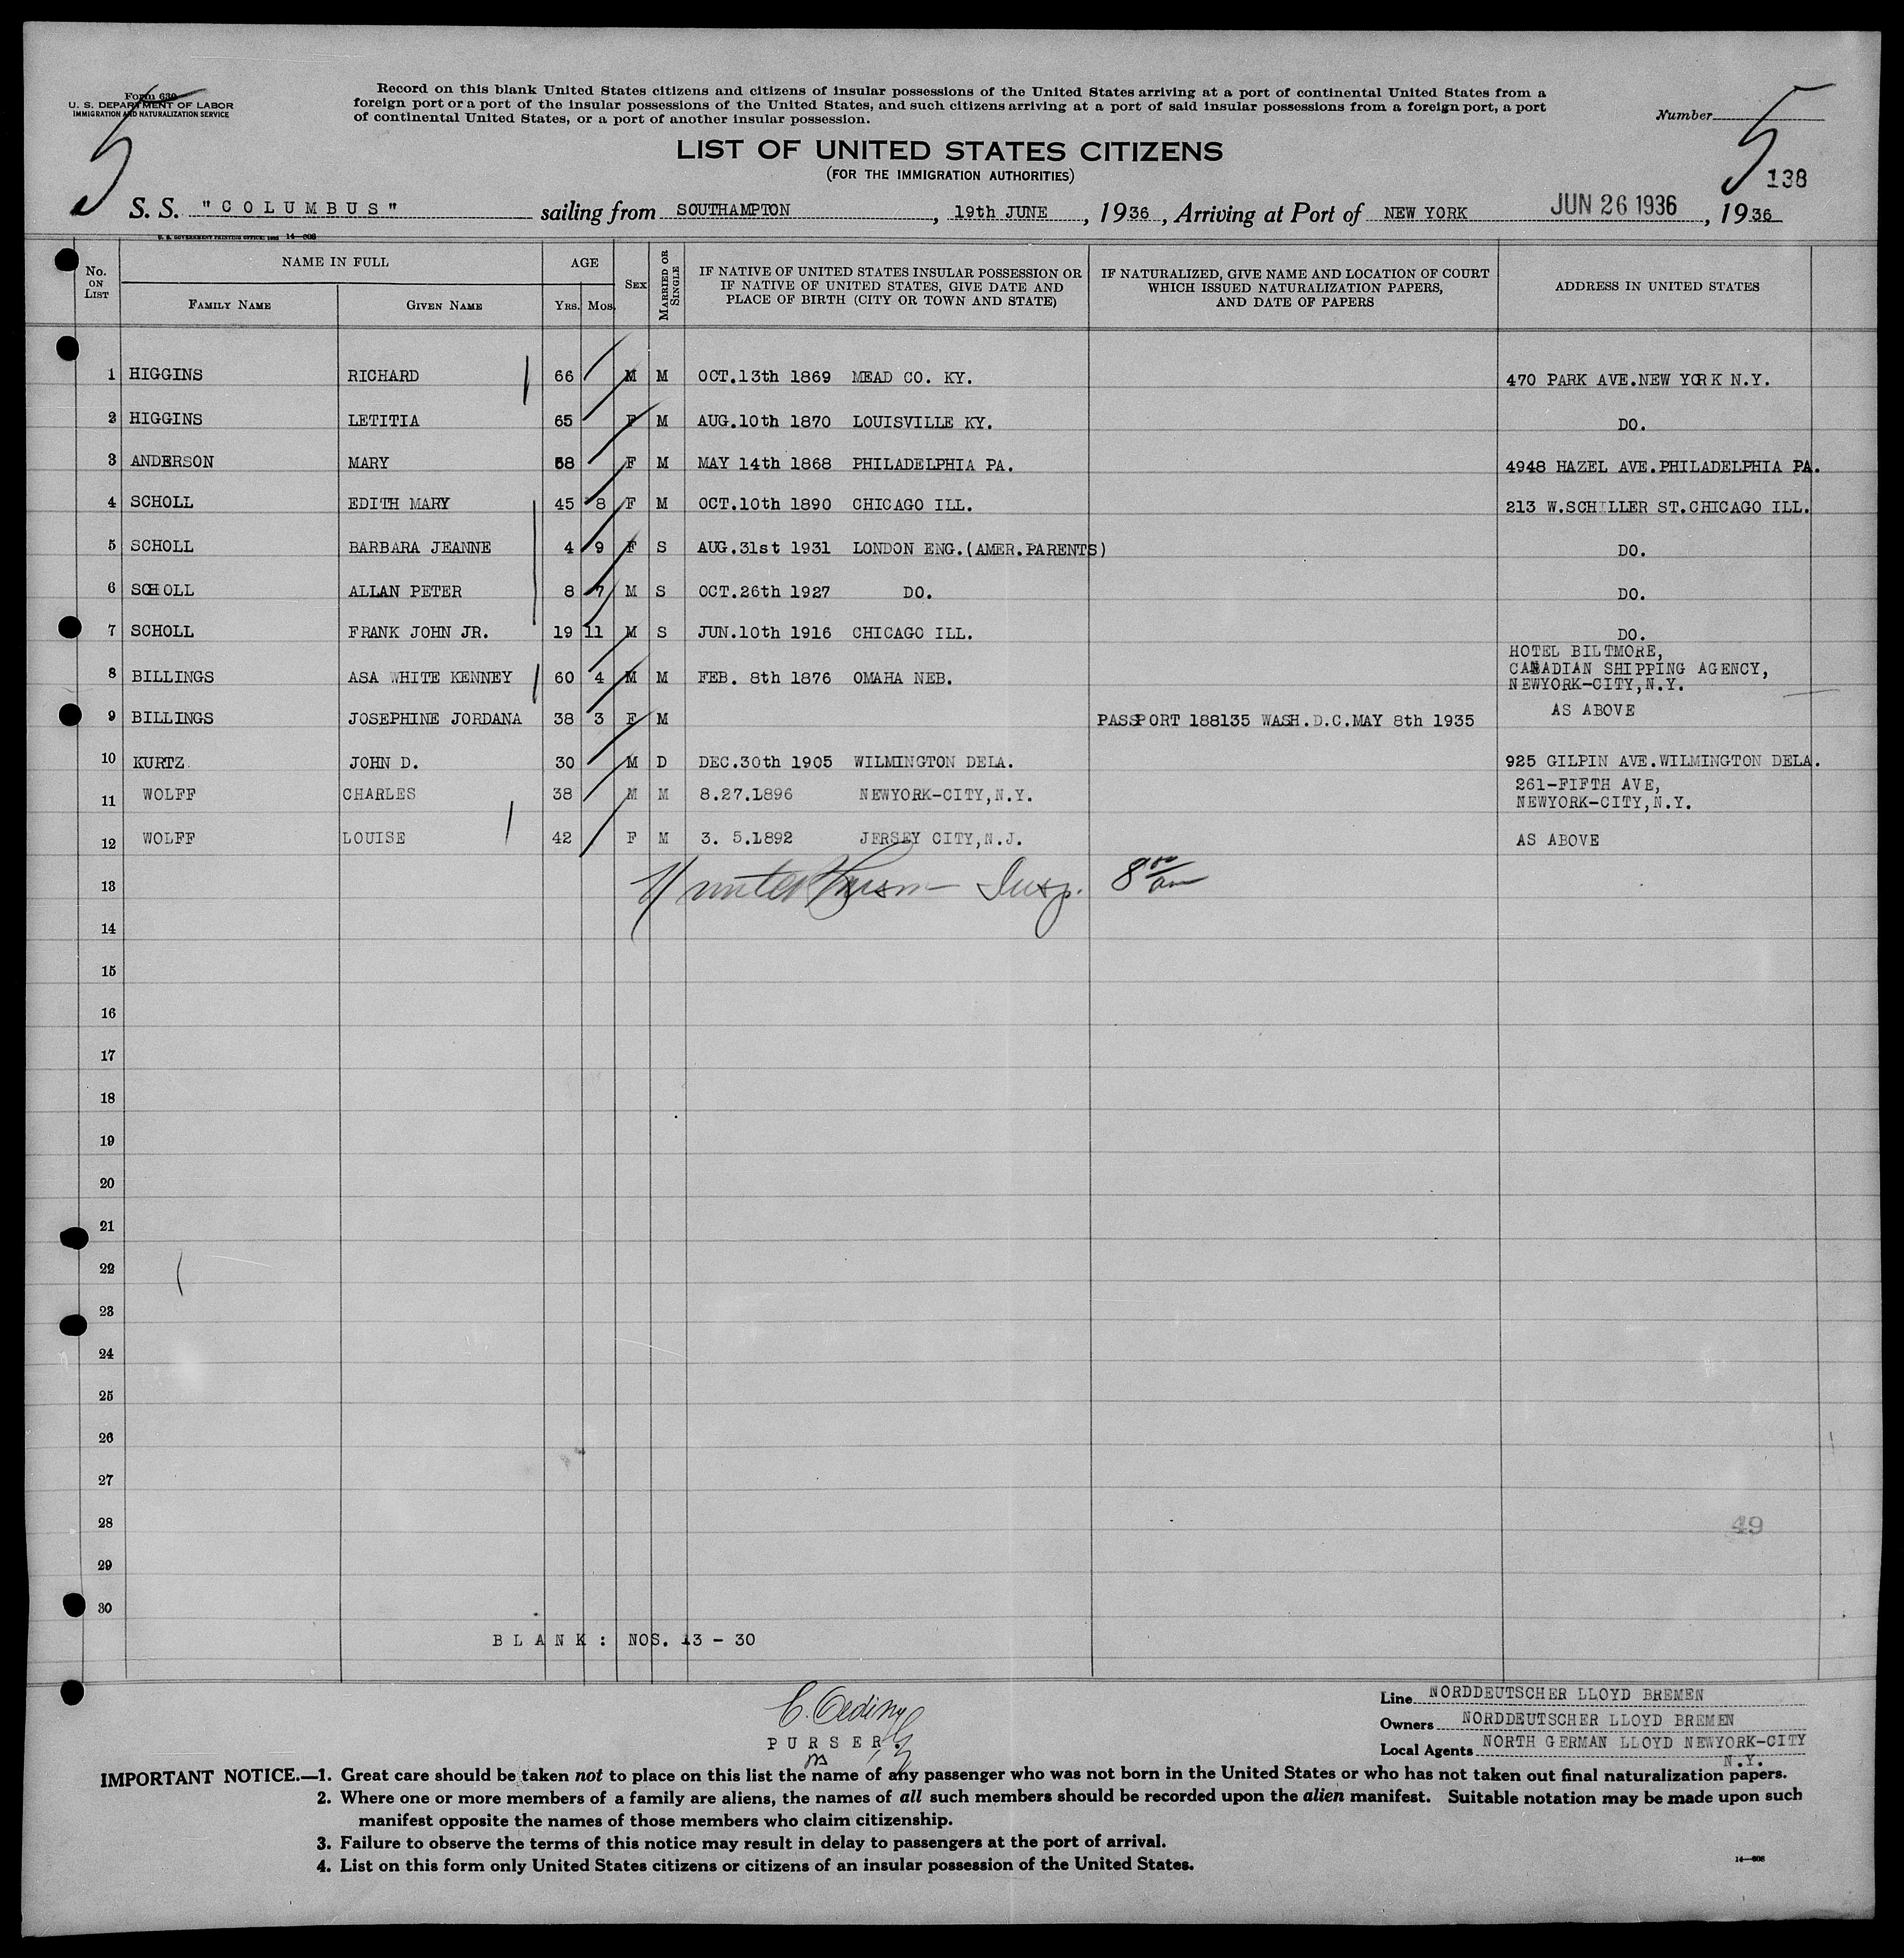 Form 630
U. S. DEPARTMENT OF LABOR
IMMIGRATION AND NATURALIZATION SERVICE
Record on this blank United States citizens and citizens of insular possessions of the United States arriving at a port of continental United States from a
foreign port or a port of the insular possessions of the United States, and such citizens arriving at a port of said insular possessions from a foreign port, a port
of continental United States, or a port of another insular possession.
Number
5
5
138
LIST OF UNITED STATES CITIZENS
(FOR THE IMMIGRATION AUTHORITIES)
S. S. "COLUMBUS" sailing from SOUTHAMPTON, 19th JUNE, 1936, Arriving at Port of NEW YORK JUN 26 1936, 1936
No. ON LIST NAME IN FULL AGE SEX MARRIED OR SINGLE IF NATIVE OF UNITED STATES INSULAR POSSESSION OR IF NATIVE OF UNITED STATES, GIVE DATE AND PLACE OF BIRTH (CITY OR TOWN AND STATE) IF NATURALIZED, GIVE NAME AND LOCATION OF COURT WHICH ISSUED NATURALIZATION PAPERS, AND DATE OF PAPERS ADDRESS IN UNITED STATES
FAMILY NAME GIVEN NAME YRS. MOS.
1 HIGGINS RICHARD 66 M M OCT.13th 1869 MEAD CO. KY. 470 PARK AVE.NEW YORK N.Y.
2 HIGGINS LETITIA 65 F M AUG.10th 1870 LOUISVILLE KY. DO.
3 ANDERSON MARY 68 F M MAY 14th 1868 PHILADELPHIA PA. 4948 HAZEL AVE.PHILADELPHIA PA.
4 SCHOLL EDITH MARY 45 8 F M OCT.10th 1890 CHICAGO ILL. 213 W.SCHILLER ST.CHICAGO ILL.
5 SCHOLL BARBARA JEANNE 4 9 F S AUG.31st 1931 LONDON ENG.(AMER.PARENTS) DO.
6 SCHOLL ALLAN PETER 8 7 M S OCT.26th 1927 DO. DO.
7 SCHOLL FRANK JOHN JR. 19 11 M S JUN.10th 1916 CHICAGO ILL. DO.
8 BILLINGS ASA WHITE KENNEY 60 4 M M FEB. 8th 1876 OMAHA NEB. HOTEL BILTMORE,
CANADIAN SHIPPING AGENCY,
NEWYORK-CITY,N.Y.
9 BILLINGS JOSEPHINE JORDANA 38 3 F M PASSPORT 188135 WASH.D.C.MAY 8th 1935 AS ABOVE
10 KURTZ JOHN D. 30 M D DEC.30th 1905 WILMINGTON DELA. 925 GILPIN AVE.WILMINGTON DELA.
11 WOLFF CHARLES 38 M M 8.27.1896 NEWYORK-CITY,N.Y. 261-FIFTH AVE,
NEWYORK-CITY,N.Y.
12 WOLFF LOUISE 42 F M 3. 5.1892 JERSEY CITY,N.J. AS ABOVE
13 Insp. 8 00 am
14
15
16
17
18
19
20
21
22
23
24
25
26
27
28 49
29
30
BLANK: NOS. 13 - 30
PURSER.
Line NORDDEUTSCHER LLOYD BREMEN
Owners NORDDEUTSCHER LLOYD BREMEN
Local Agents NORTH GERMAN LLOYD NEWYORK-CITY
N.Y.
IMPORTANT NOTICE.—1. Great care should be taken not to place on this list the name of any passenger who was not born in the United States or who has not taken out final naturalization papers.
2. Where one or more members of a family are aliens, the names of all such members should be recorded upon the alien manifest. Suitable notation may be made upon such
manifest opposite the names of those members who claim citizenship.
3. Failure to observe the terms of this notice may result in delay to passengers at the port of arrival.
4. List on this form only United States citizens or citizens of an insular possession of the United States.